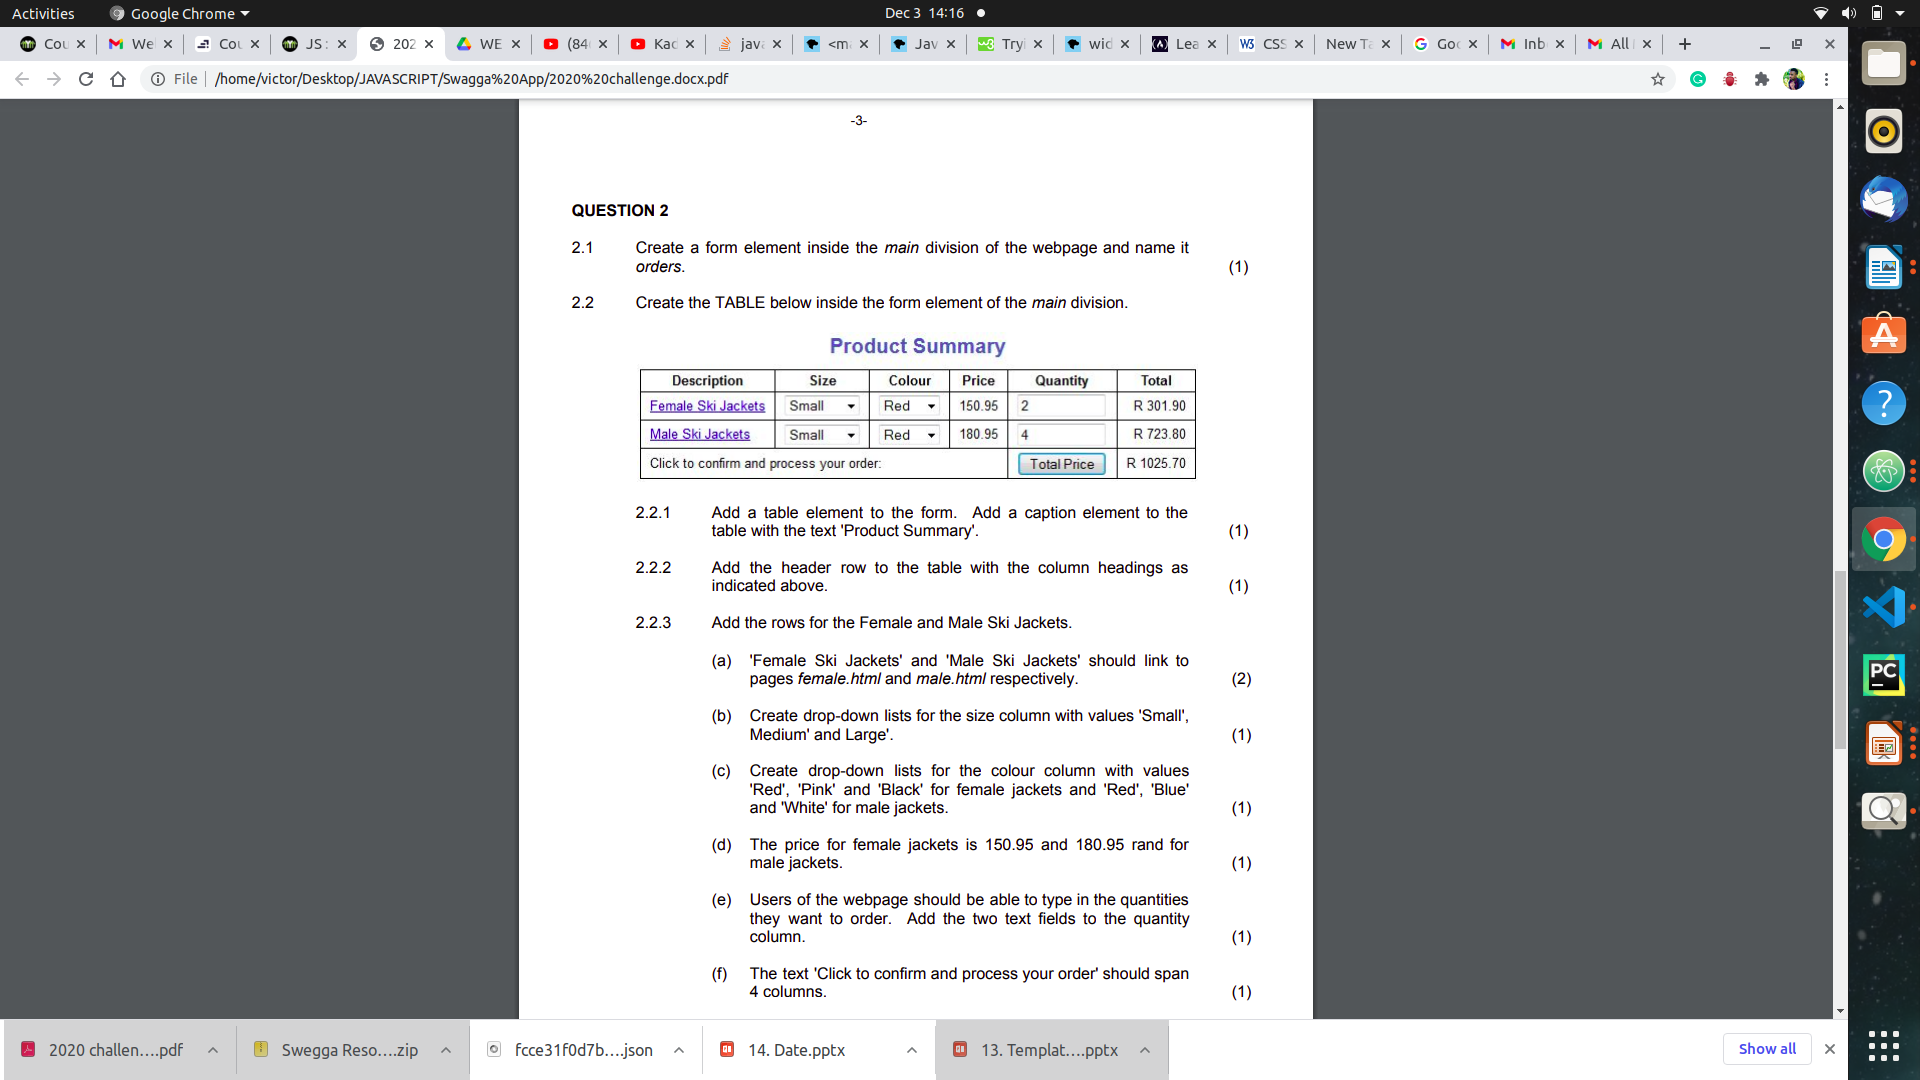 Activities
Google Chrome
Dec 3 14:16
Cou
We
Cou
JS :
202
WE
(84
Kac
java
<m
Jav
Tryi
wid
Lea
CSS
New Ta
Goo
Inb
All
File
/home/victor/Desktop/JAVASCRIPT/Swagga%20App/2020%20challenge.docx.pdf
-3-
QUESTION 2
2.1 Create a form element inside the main division of the webpage and name it
orders. (1)
2.2 Create the TABLE below inside the form element of the main division.
Product Summary
Description Size Colour Price Quantity Total
Female Ski Jackets Small Red 150.95 2 R 301.90
Male Ski Jackets Small Red 180.95 4 R 723.80
Click to confirm and process your order: Total Price R 1025.70
2.2.1 Add a table element to the form. Add a caption element to the
table with the text 'Product Summary'. (1)
2.2.2 Add the header row to the table with the column headings as
indicated above. (1)
2.2.3 Add the rows for the Female and Male Ski Jackets.
(a) 'Female Ski Jackets' and 'Male Ski Jackets' should link to
pages female.html and male.html respectively. (2)
(b) Create drop-down lists for the size column with values 'Small',
Medium' and Large'. (1)
(c) Create drop-down lists for the colour column with values
'Red', 'Pink' and 'Black' for female jackets and 'Red', 'Blue'
and 'White' for male jackets. (1)
(d) The price for female jackets is 150.95 and 180.95 rand for
male jackets. (1)
(e) Users of the webpage should be able to type in the quantities
they want to order. Add the two text fields to the quantity
column. (1)
(f) The text 'Click to confirm and process your order' should span
4 columns. (1)
2020 challen....pdf
Swegga Reso....zip
fcce31f0d7b....json
14. Date.pptx
13. Templat....pptx
Show all